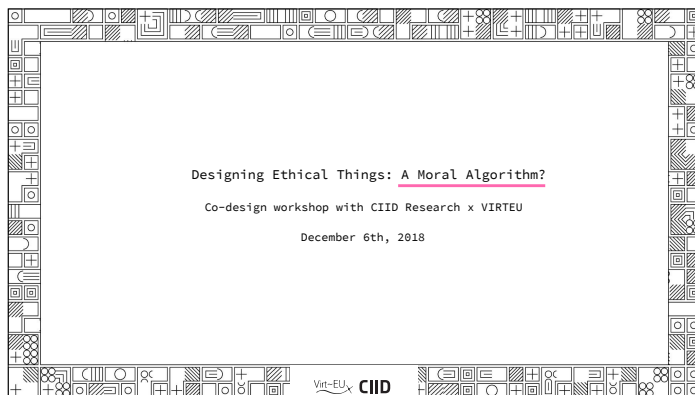 Designing Ethical Things: A Moral Algorithm?
Co-design workshop with CIID Research x VIRTEU
December 6th, 2018
Virt-EU x CIID